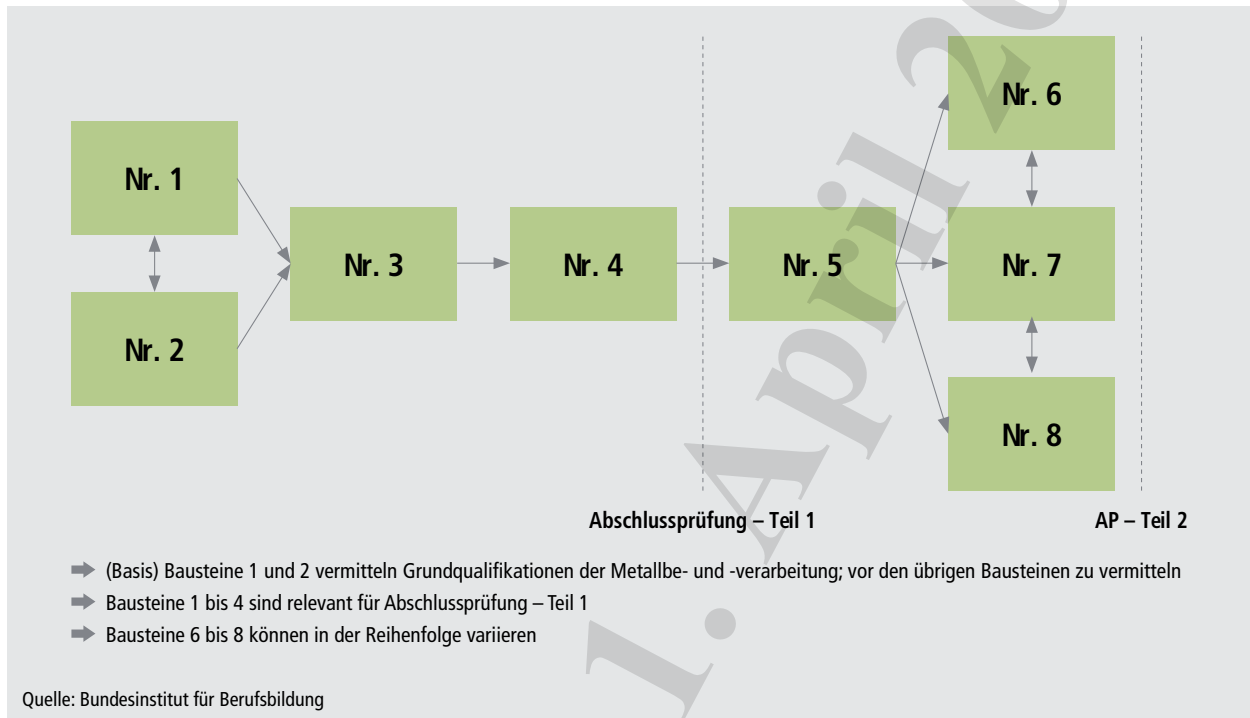 Nr. 1
Nr. 2
Nr. 3
Nr. 4
Nr. 5
Nr. 6
Nr. 7
Nr. 8
Abschlussprüfung – Teil 1
AP – Teil 2
(Basis) Bausteine 1 und 2 vermitteln Grundqualifikationen der Metallbe- und -verarbeitung; vor den übrigen Bausteinen zu vermitteln
Bausteine 1 bis 4 sind relevant für Abschlussprüfung – Teil 1
Bausteine 6 bis 8 können in der Reihenfolge variieren
Quelle: Bundesinstitut für Berufsbildung
1. April 20